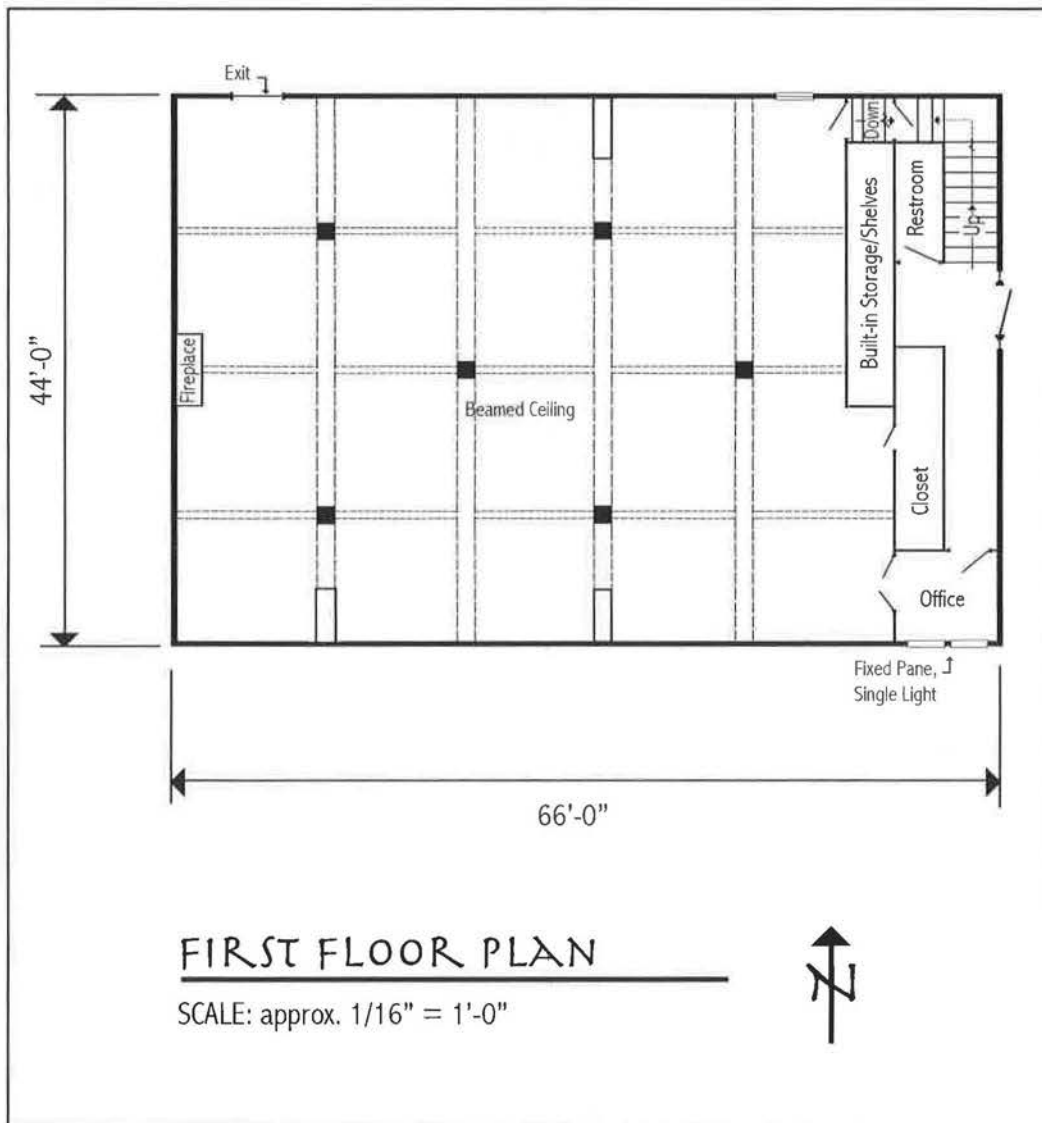 Exit
Down
Up
Restroom
Built-in Storage/Shelves
Fireplace
44'-0"
Beamed Ceiling
Closet
Office
Fixed Pane,
Single Light
66'-0"
FIRST FLOOR PLAN
N
SCALE: approx. 1/16" = 1'-0"